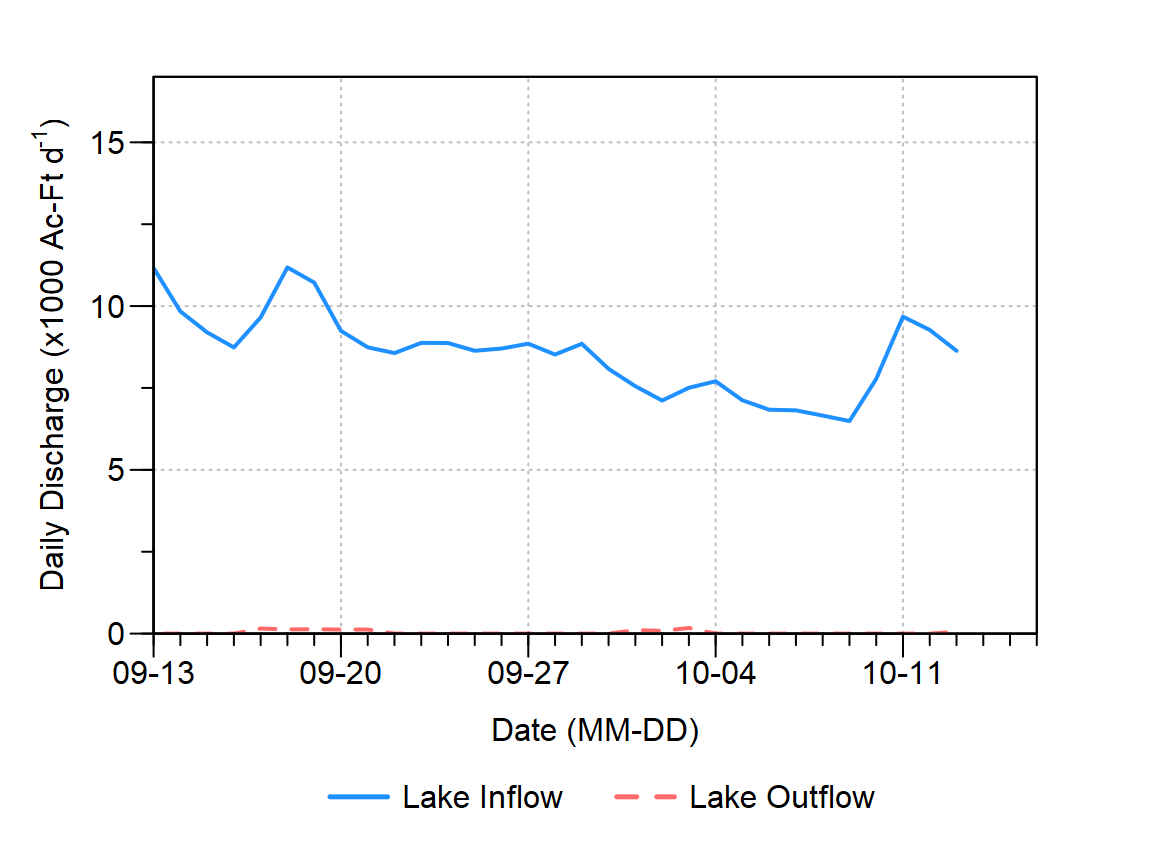 Daily Discharge (x1000 Ac-Ft d⁻¹)
15
10
5
0
09-13 09-20 09-27 10-04 10-11
Date (MM-DD)
Lake Inflow Lake Outflow